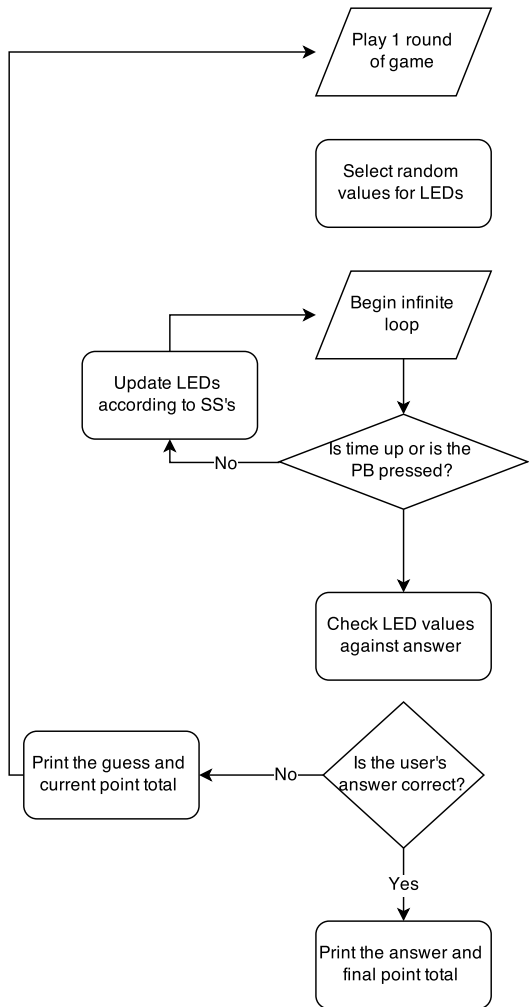 Play 1 round
of game
Select random
values for LEDs
Begin infinite
loop
Update LEDs
according to SS's
Is time up or is the
PB pressed?
No
Check LED values
against answer
Is the user's
answer correct?
No
Print the guess and
current point total
Yes
Print the answer and
final point total